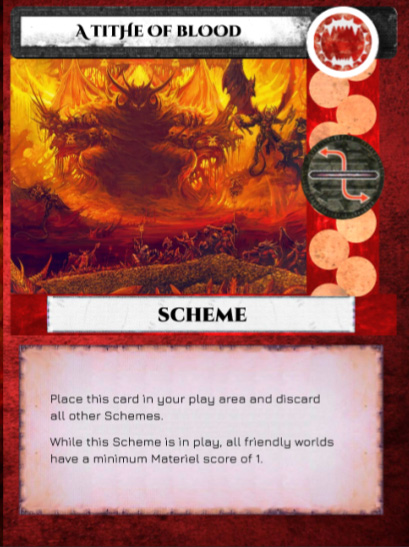 A TITHE OF BLOOD
SCHEME
Place this card in your play area and discard
all other Schemes.
While this Scheme is in play, all friendly worlds
have a minimum Materiel score of 1.